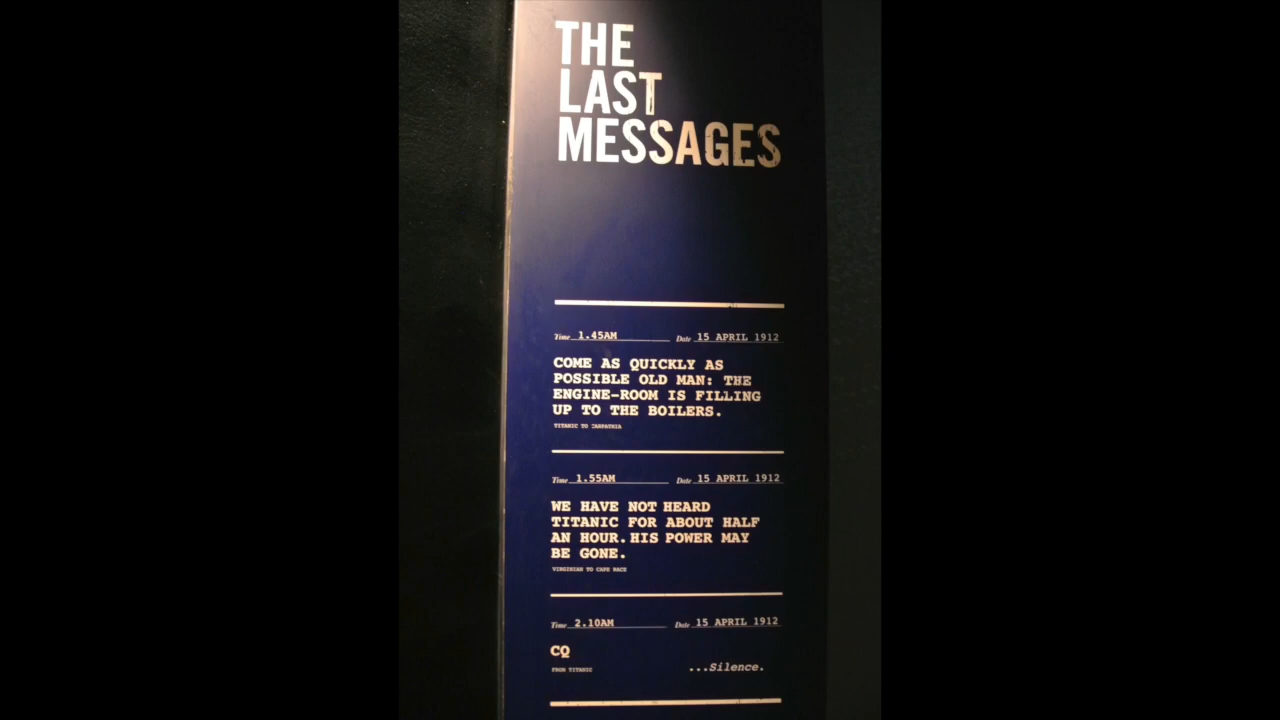 THE
LAST
MESSAGES
Time 1.45AM Date 15 APRIL 1912
COME AS QUICKLY AS
POSSIBLE OLD MAN: THE
ENGINE-ROOM IS FILLING
UP TO THE BOILERS.
TITANIC TO CARPATHIA
Time 1.55AM Date 15 APRIL 1912
WE HAVE NOT HEARD
TITANIC FOR ABOUT HALF
AN HOUR. HIS POWER MAY
BE GONE.
VIRGINIAN TO CAPE RACE
Time 2.10AM Date 15 APRIL 1912
CQ
FROM TITANIC ...Silence.